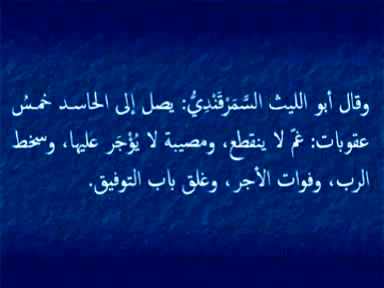 وقال أبو الليث السَّمَرْقَنْدِيُّ: يصل إلى الحاسد خمسُ
عقوبات: غمّ لا ينقطع، ومصيبة لا يُؤْجَر عليها، وسخط
الرب، وفوات الأجر، وغلق باب التوفيق.